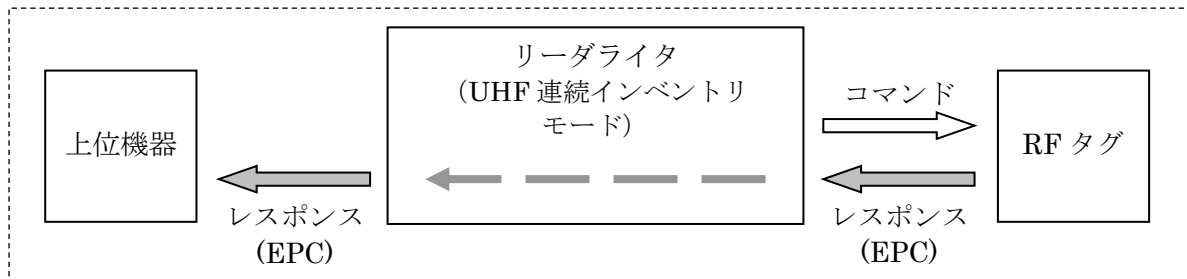 上位機器
リーダライタ
（UHF 連続インベントリ
モード）
コマンド
RF タグ
レスポンス
(EPC)
レスポンス
(EPC)